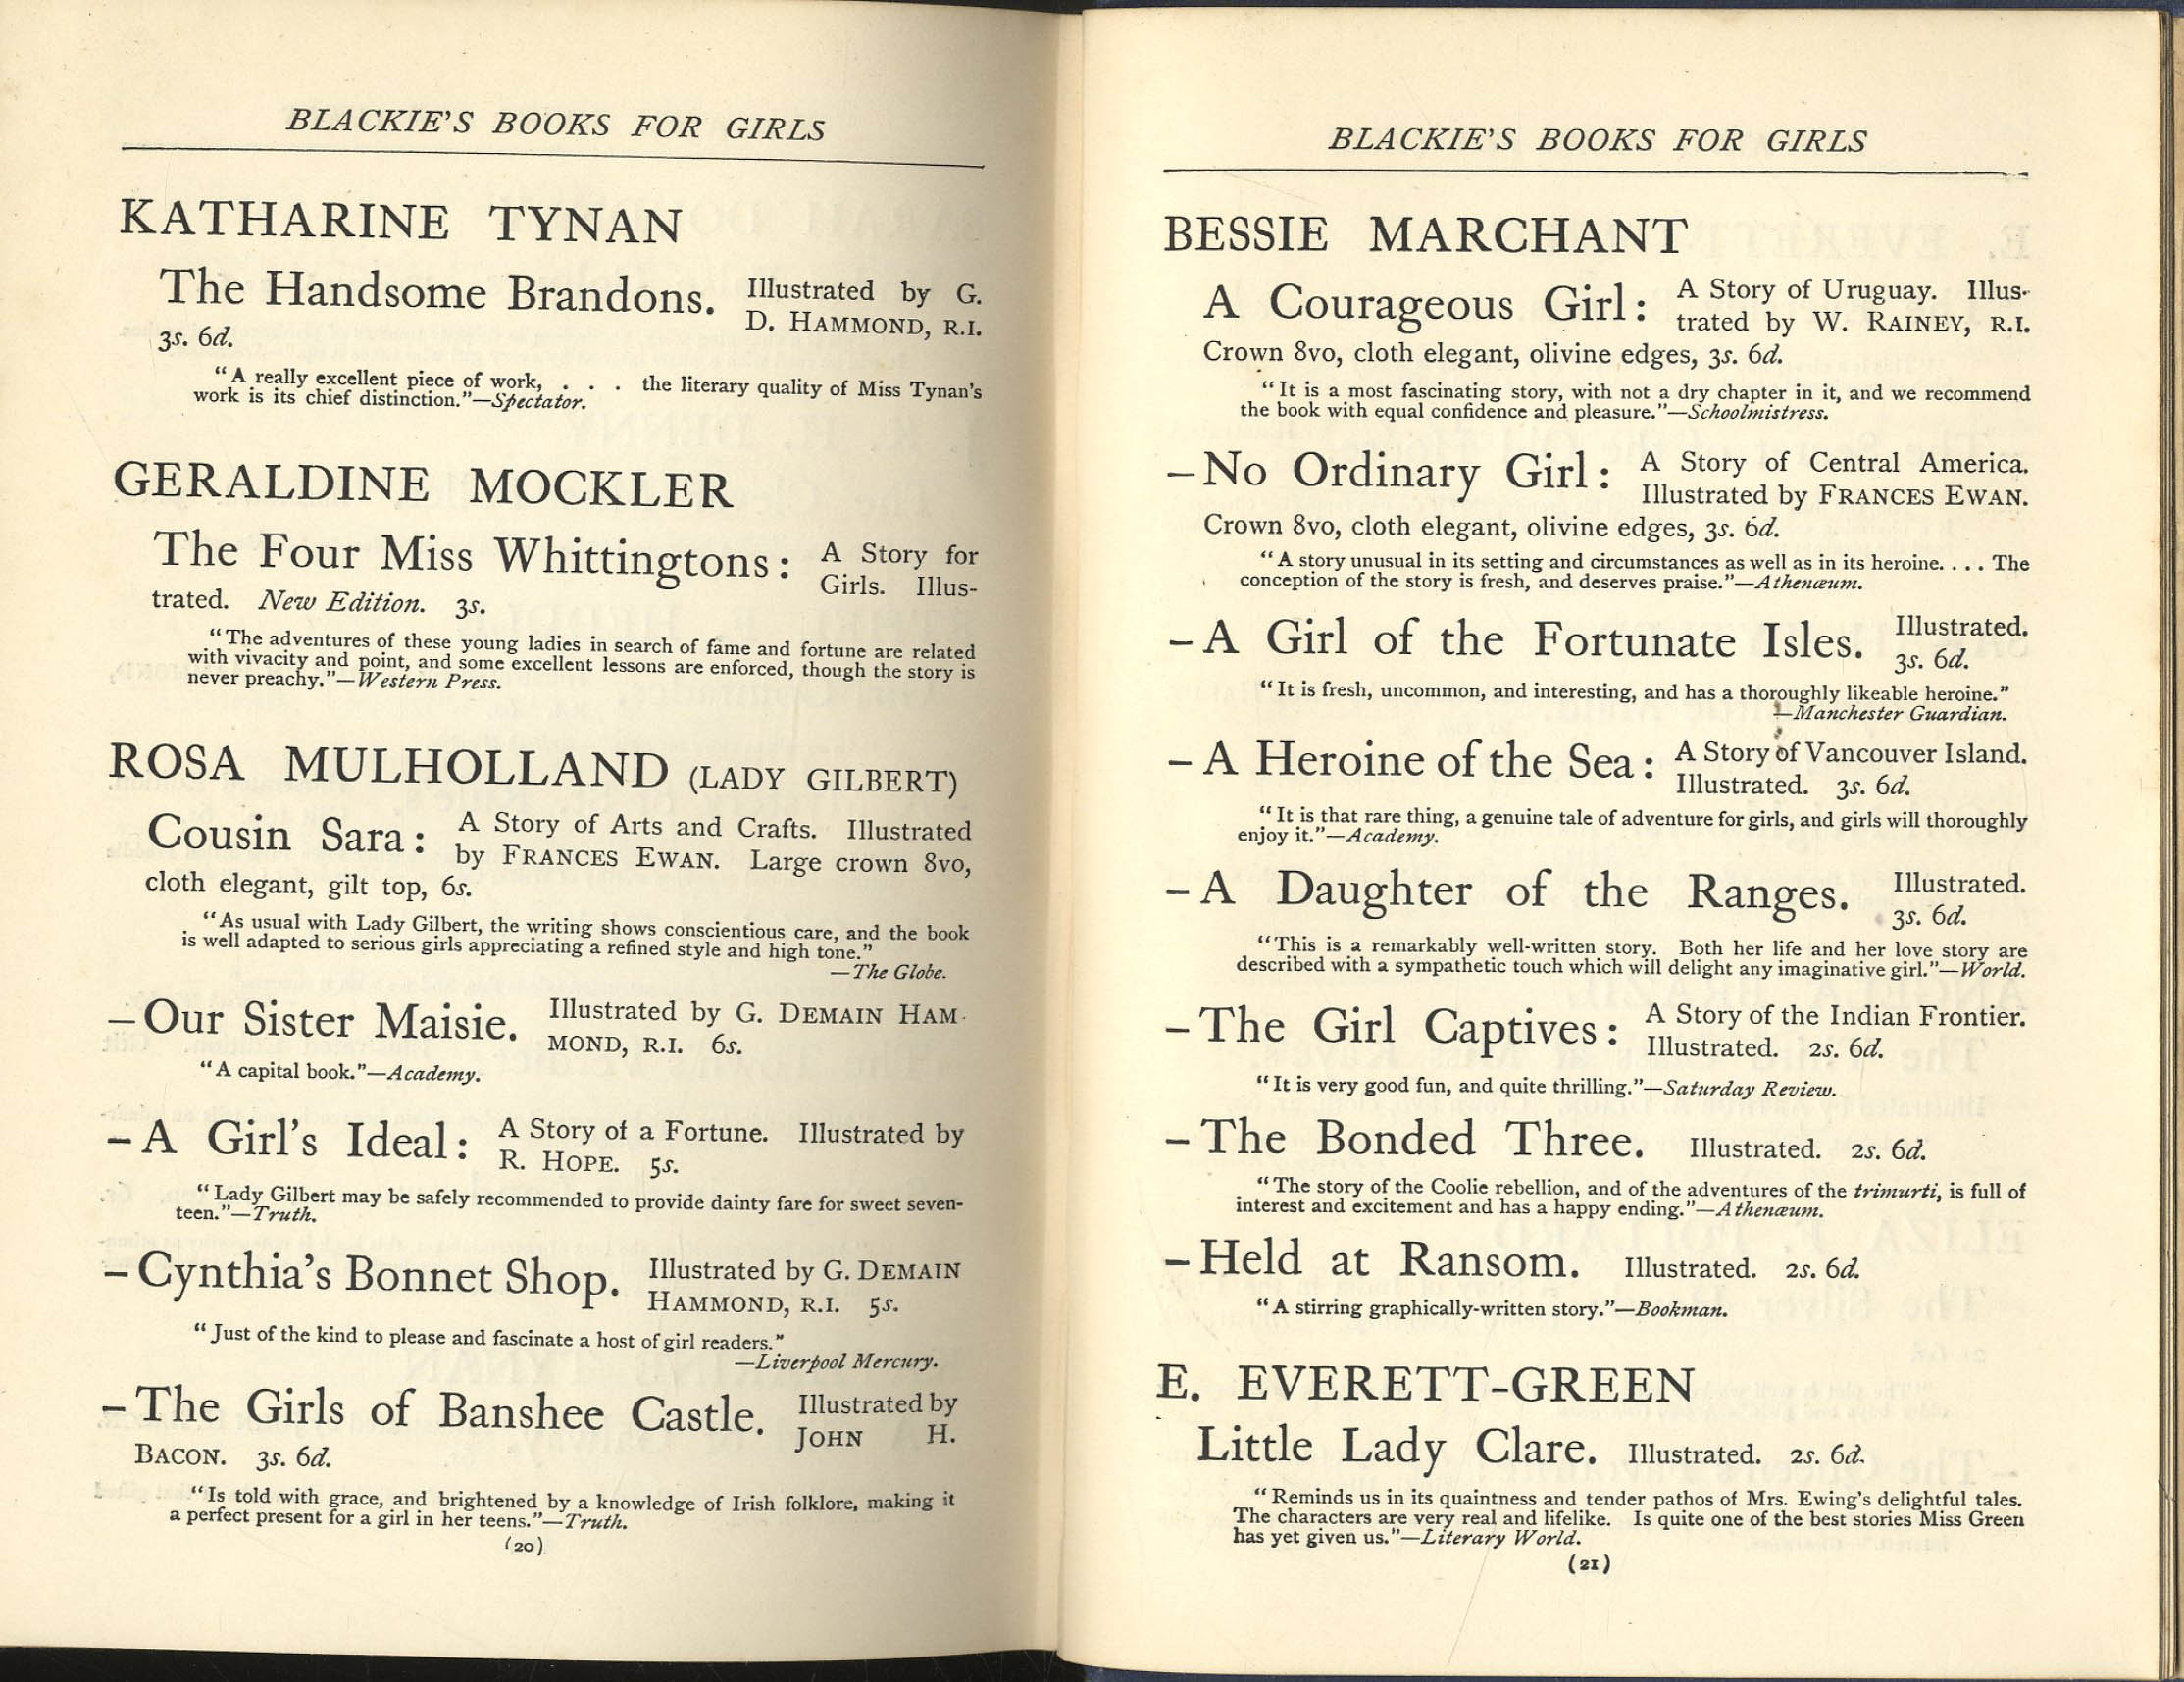 BLACKIE'S BOOKS FOR GIRLS
KATHARINE TYNAN
The Handsome Brandons. Illustrated by G.
D. HAMMOND, R.I.
3s. 6d.
"A really excellent piece of work, . . . the literary quality of Miss Tynan's
work is its chief distinction."—Spectator.
GERALDINE MOCKLER
The Four Miss Whittingtons: A Story for
Girls. Illus-
trated. New Edition. 3s.
"The adventures of these young ladies in search of fame and fortune are related
with vivacity and point, and some excellent lessons are enforced, though the story is
never preachy."—Western Press.
ROSA MULHOLLAND (LADY GILBERT)
Cousin Sara: A Story of Arts and Crafts. Illustrated
by FRANCES EWAN. Large crown 8vo,
cloth elegant, gilt top, 6s.
"As usual with Lady Gilbert, the writing shows conscientious care, and the book
is well adapted to serious girls appreciating a refined style and high tone."
—The Globe.
—Our Sister Maisie. Illustrated by G. DEMAIN HAM-
MOND, R.I. 6s.
"A capital book."—Academy.
—A Girl's Ideal: A Story of a Fortune. Illustrated by
R. HOPE. 5s.
"Lady Gilbert may be safely recommended to provide dainty fare for sweet seven-
teen."—Truth.
—Cynthia's Bonnet Shop. Illustrated by G. DEMAIN
HAMMOND, R.I. 5s.
"Just of the kind to please and fascinate a host of girl readers."
—Liverpool Mercury.
—The Girls of Banshee Castle. Illustrated by
JOHN H.
BACON. 3s. 6d.
"Is told with grace, and brightened by a knowledge of Irish folklore, making it
a perfect present for a girl in her teens."—Truth.
(20)
BLACKIE'S BOOKS FOR GIRLS
BESSIE MARCHANT
A Courageous Girl: A Story of Uruguay. Illus-
trated by W. RAINEY, R.I.
Crown 8vo, cloth elegant, olivine edges, 3s. 6d.
"It is a most fascinating story, with not a dry chapter in it, and we recommend
the book with equal confidence and pleasure."—Schoolmistress.
—No Ordinary Girl: A Story of Central America.
Illustrated by FRANCES EWAN.
Crown 8vo, cloth elegant, olivine edges, 3s. 6d.
"A story unusual in its setting and circumstances as well as in its heroine. . . . The
conception of the story is fresh, and deserves praise."—Athenæum.
—A Girl of the Fortunate Isles. Illustrated.
3s. 6d.
"It is fresh, uncommon, and interesting, and has a thoroughly likeable heroine."
—Manchester Guardian.
—A Heroine of the Sea: A Story of Vancouver Island.
Illustrated. 3s. 6d.
"It is that rare thing, a genuine tale of adventure for girls, and girls will thoroughly
enjoy it."—Academy.
—A Daughter of the Ranges. Illustrated.
3s. 6d.
"This is a remarkably well-written story. Both her life and her love story are
described with a sympathetic touch which will delight any imaginative girl."—World.
—The Girl Captives: A Story of the Indian Frontier.
Illustrated. 2s. 6d.
"It is very good fun, and quite thrilling."—Saturday Review.
—The Bonded Three. Illustrated. 2s. 6d.
"The story of the Coolie rebellion, and of the adventures of the trimurti, is full of
interest and excitement and has a happy ending."—Athenæum.
—Held at Ransom. Illustrated. 2s. 6d.
"A stirring graphically-written story."—Bookman.
E. EVERETT-GREEN
Little Lady Clare. Illustrated. 2s. 6d.
"Reminds us in its quaintness and tender pathos of Mrs. Ewing's delightful tales.
The characters are very real and lifelike. Is quite one of the best stories Miss Green
has yet given us."—Literary World.
(21)